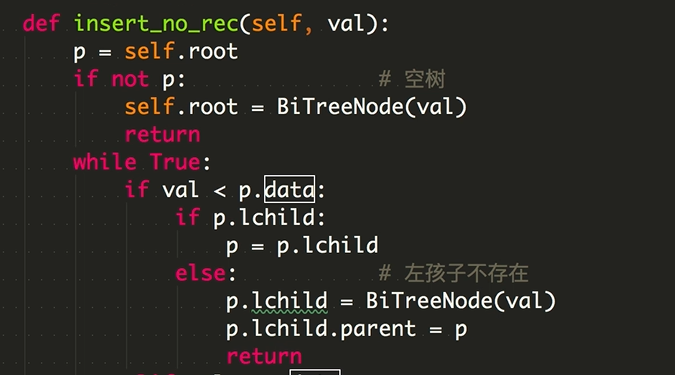 def insert_no_rec(self, val):
    p = self.root
    if not p:               # 空树
        self.root = BiTreeNode(val)
        return
    while True:
        if val < p.data:
            if p.lchild:
                p = p.lchild
            else:           # 左孩子不存在
                p.lchild = BiTreeNode(val)
                p.lchild.parent = p
                return